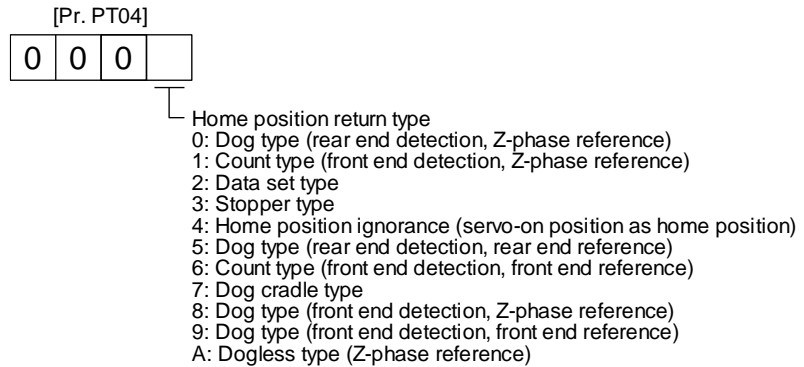 [Pr. PT04]
0 0 0
Home position return type
0: Dog type (rear end detection, Z-phase reference)
1: Count type (front end detection, Z-phase reference)
2: Data set type
3: Stopper type
4: Home position ignorance (servo-on position as home position)
5: Dog type (rear end detection, rear end reference)
6: Count type (front end detection, front end reference)
7: Dog cradle type
8: Dog type (front end detection, Z-phase reference)
9: Dog type (front end detection, front end reference)
A: Dogless type (Z-phase reference)